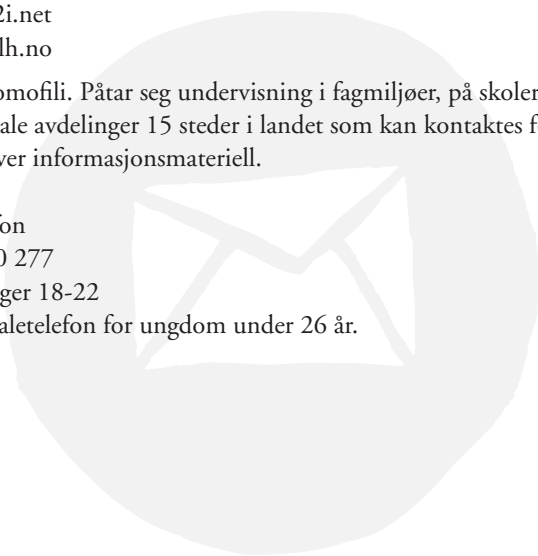 2i.net
lh.no
omofili. Påtar seg undervisning i fagmiljøer, på skoler
ale avdelinger 15 steder i landet som kan kontaktes f
ver informasjonsmateriell.
on
0 277
ger 18-22
aletelefon for ungdom under 26 år.